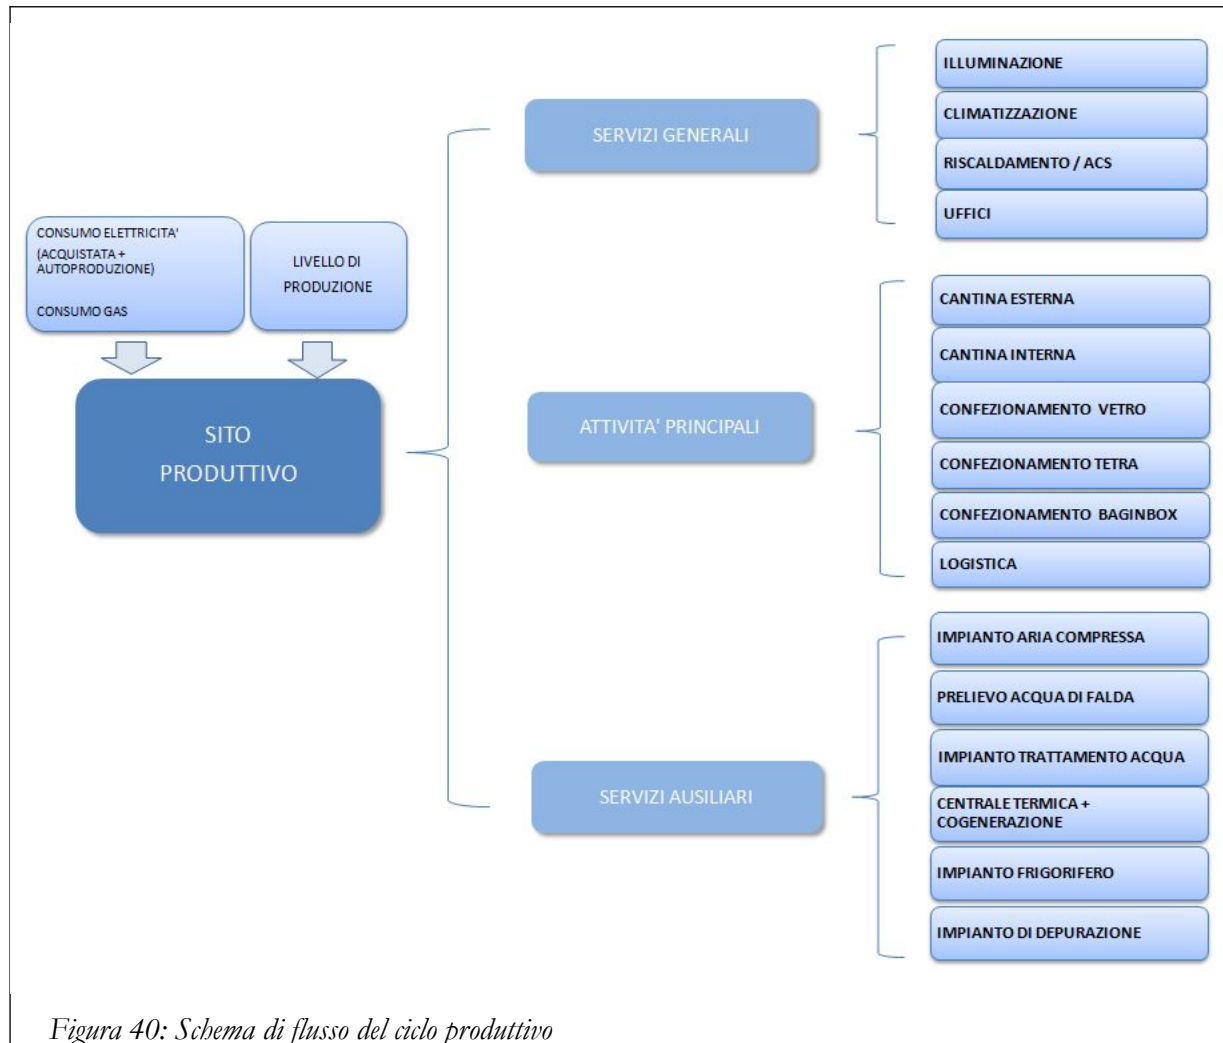 CONSUMO ELETTRICITA'
(ACQUISTATA +
AUTOPRODUZIONE)
CONSUMO GAS
LIVELLO DI
PRODUZIONE
SITO
PRODUTTIVO
SERVIZI GENERALI
ILLUMINAZIONE
CLIMATIZZAZIONE
RISCALDAMENTO / ACS
UFFICI
ATTIVITA' PRINCIPALI
CANTINA ESTERNA
CANTINA INTERNA
CONFEZIONAMENTO VETRO
CONFEZIONAMENTO TETRA
CONFEZIONAMENTO BAGINBOX
LOGISTICA
SERVIZI AUSILIARI
IMPIANTO ARIA COMPRESSA
PRELIEVO ACQUA DI FALDA
IMPIANTO TRATTAMENTO ACQUA
CENTRALE TERMICA +
COGENERAZIONE
IMPIANTO FRIGORIFERO
IMPIANTO DI DEPURAZIONE
Figura 40: Schema di flusso del ciclo produttivo